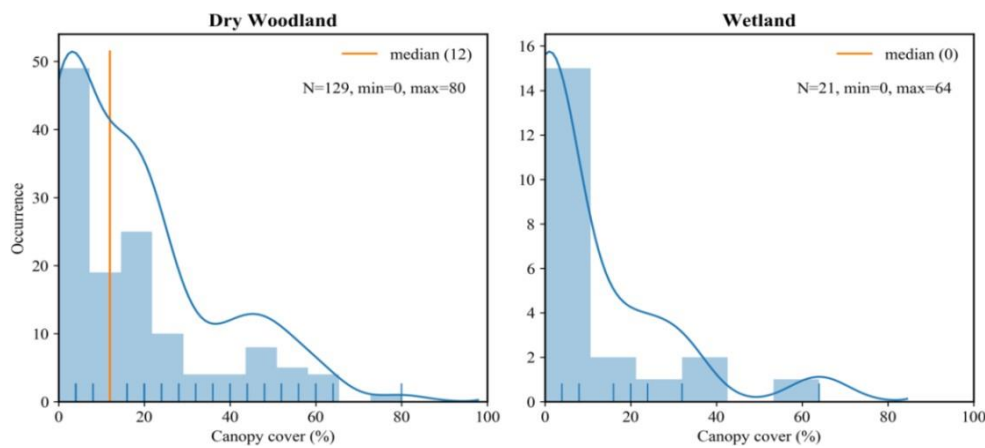 Dry Woodland
median (12)
N=129, min=0, max=80
Occurrence
50
40
30
20
10
0
0 20 40 60 80 100
Canopy cover (%)
Wetland
median (0)
N=21, min=0, max=64
16
14
12
10
8
6
4
2
0
0 20 40 60 80 100
Canopy cover (%)